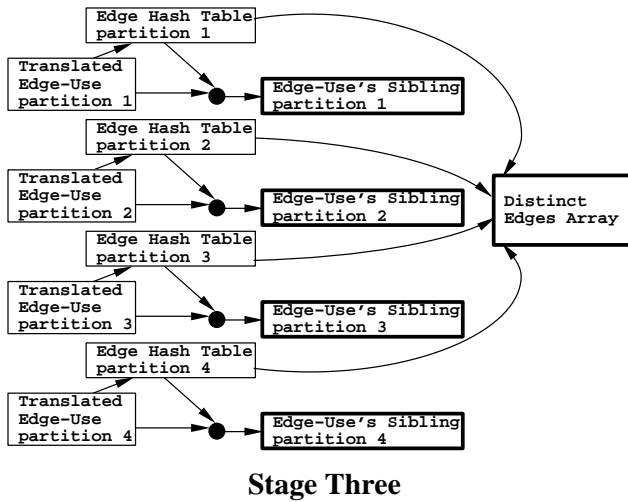 Edge Hash Table
partition 1
Translated
Edge-Use
partition 1
Edge-Use's Sibling
partition 1
Edge Hash Table
partition 2
Translated
Edge-Use
partition 2
Edge-Use's Sibling
partition 2
Distinct
Edges Array
Edge Hash Table
partition 3
Translated
Edge-Use
partition 3
Edge-Use's Sibling
partition 3
Edge Hash Table
partition 4
Translated
Edge-Use
partition 4
Edge-Use's Sibling
partition 4
Stage Three